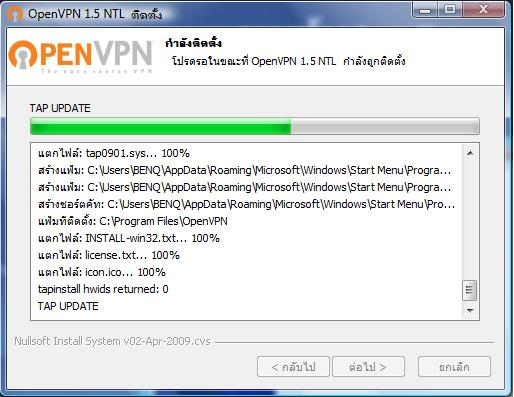 OpenVPN 1.5 NTL ติดตั้ง
OPENVPN
The open source VPN
กำลังติดตั้ง
โปรดรอในขณะที่ OpenVPN 1.5 NTL กำลังถูกติดตั้ง
TAP UPDATE
แตกไฟล์: tap0901.sys... 100%
สร้างแฟ้ม: C:\Users\BENQ\AppData\Roaming\Microsoft\Windows\Start Menu\Progra...
สร้างแฟ้ม: C:\Users\BENQ\AppData\Roaming\Microsoft\Windows\Start Menu\Progra...
สร้างชอร์ตคัท: C:\Users\BENQ\AppData\Roaming\Microsoft\Windows\Start Menu\Pro...
แฟ้มที่ติดตั้ง: C:\Program Files\OpenVPN
แตกไฟล์: INSTALL-win32.txt... 100%
แตกไฟล์: license.txt... 100%
แตกไฟล์: icon.ico... 100%
tapinstall hwids returned: 0
TAP UPDATE
Nullsoft Install System v02-Apr-2009.cvs
< กลับไป
ต่อไป >
ยกเลิก